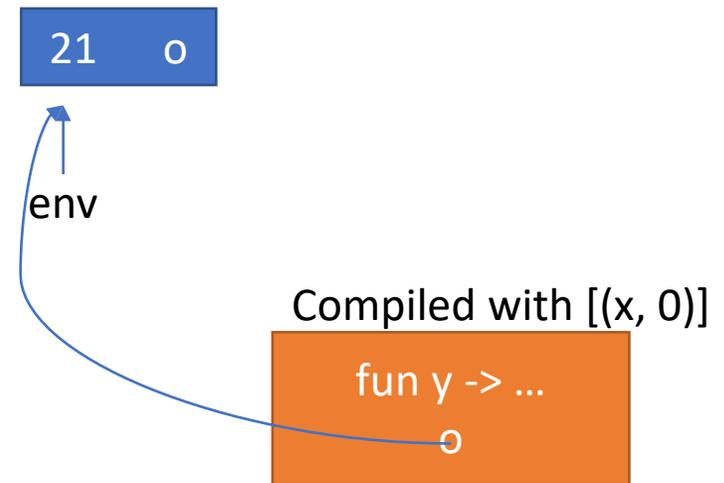 21 o
env
Compiled with [(x, 0)]
fun y -> …
o